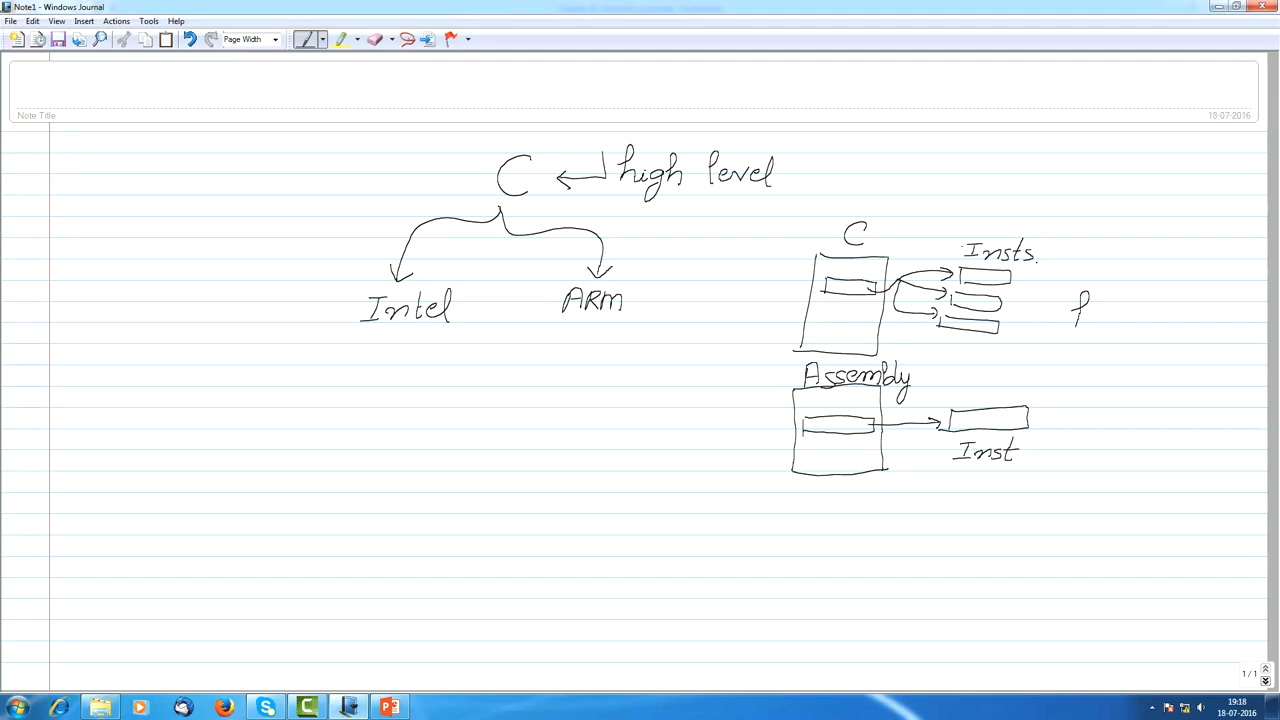 Note1 - Windows Journal
File Edit View Insert Actions Tools Help
Page Width
Note Title
18-07-2016
C high level
Intel ARM
C
Insts.
Assembly
Inst
1/1
19:18
18-07-2016